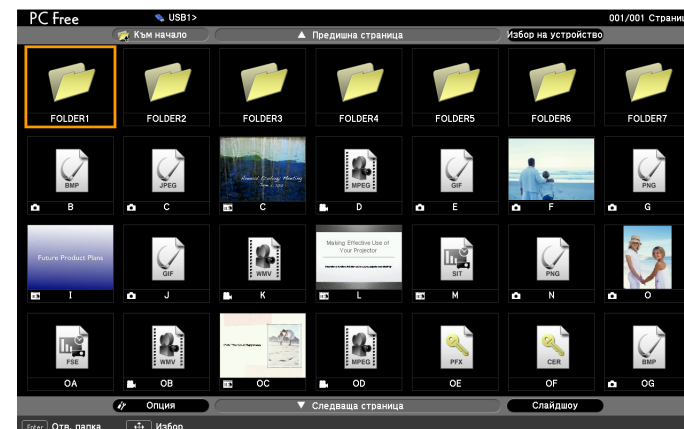 PC Free USB1> 001/001 Страниц
Към начало Предишна страница Избор на устройство
FOLDER1 FOLDER2 FOLDER3 FOLDER4 FOLDER5 FOLDER6 FOLDER7
BMP JPEG Annual Ecology Meeting MPEG GIF PNG
B C C D E F G
Future Product Plans GIF WMV Making Effective Use of Your Projector SIT PNG
I J K L M N O
FSE WMV MPEG PFX CER BMP
OA OB OC OD OE OF OG
Опция Следваща страница Слайдшоу
Enter Отв. папка Избор